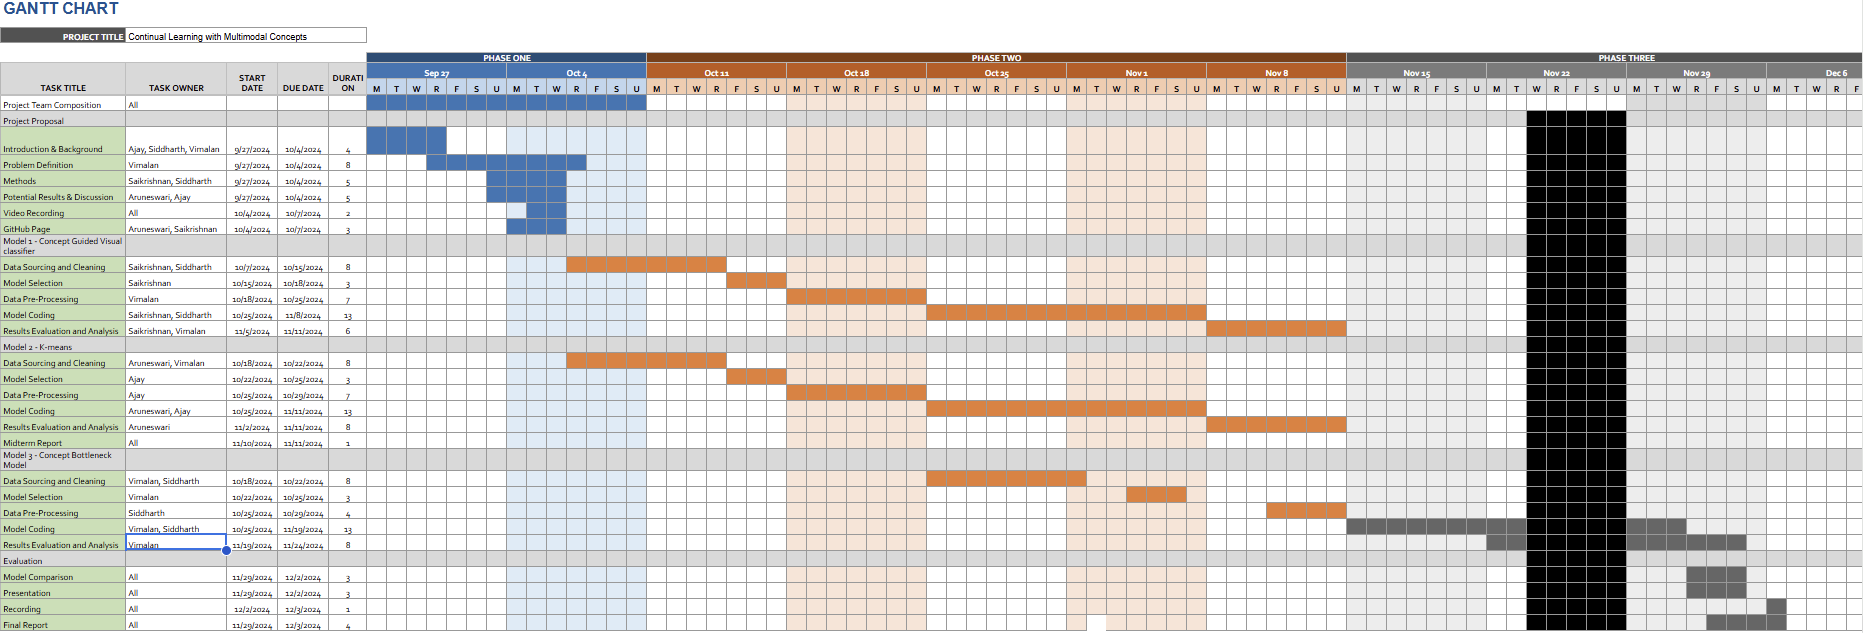 GANTT CHART
PROJECT TITLE Continual Learning with Multimodal Concepts
PHASE ONE PHASE TWO PHASE THREE
Sep 27 Oct 4 Oct 11 Oct 18 Oct 25 Nov 1 Nov 8 Nov 15 Nov 22 Nov 29 Dec 6
TASK TITLE TASK OWNER START DATE DUE DATE DURATION
M T W R F S U M T W R F S U M T W R F S U M T W R F S U M T W R F S U M T W R F S U M T W R F S U M T W R F S U M T W R F S U M T W R F S U M T W R F
Project Team Composition All
Project Proposal
Introduction & Background Ajay, Siddharth, Vimalan 9/27/2024 10/4/2024 4
Problem Definition Vimalan 9/27/2024 10/4/2024 8
Methods Saikrishnan, Siddharth 9/27/2024 10/4/2024 5
Potential Results & Discussion Aruneswari, Ajay 9/27/2024 10/4/2024 5
Video Recording All 10/4/2024 10/7/2024 2
GitHub Page Aruneswari, Saikrishnan 10/4/2024 10/7/2024 3
Model 1 - Concept Guided Visual
classifier
Data Sourcing and Cleaning Saikrishnan, Siddharth 10/7/2024 10/15/2024 8
Model Selection Saikrishnan 10/15/2024 10/18/2024 3
Data Pre-Processing Vimalan 10/18/2024 10/25/2024 7
Model Coding Saikrishnan, Siddharth 10/25/2024 11/8/2024 13
Results Evaluation and Analysis Saikrishnan, Vimalan 11/5/2024 11/11/2024 6
Model 2 - K-means
Data Sourcing and Cleaning Aruneswari, Vimalan 10/18/2024 10/22/2024 8
Model Selection Ajay 10/22/2024 10/25/2024 3
Data Pre-Processing Ajay 10/25/2024 10/29/2024 7
Model Coding Aruneswari, Ajay 10/25/2024 11/11/2024 13
Results Evaluation and Analysis Aruneswari 11/2/2024 11/11/2024 8
Midterm Report All 11/10/2024 11/11/2024 1
Model 3 - Concept Bottleneck
Model
Data Sourcing and Cleaning Vimalan, Siddharth 10/18/2024 10/22/2024 8
Model Selection Vimalan 10/22/2024 10/25/2024 3
Data Pre-Processing Siddharth 10/25/2024 10/29/2024 4
Model Coding Vimalan, Siddharth 10/25/2024 11/19/2024 13
Results Evaluation and Analysis Vimalan 11/19/2024 11/24/2024 8
Evaluation
Model Comparison All 11/29/2024 12/2/2024 3
Presentation All 11/29/2024 12/2/2024 3
Recording All 12/2/2024 12/3/2024 1
Final Report All 11/29/2024 12/3/2024 4